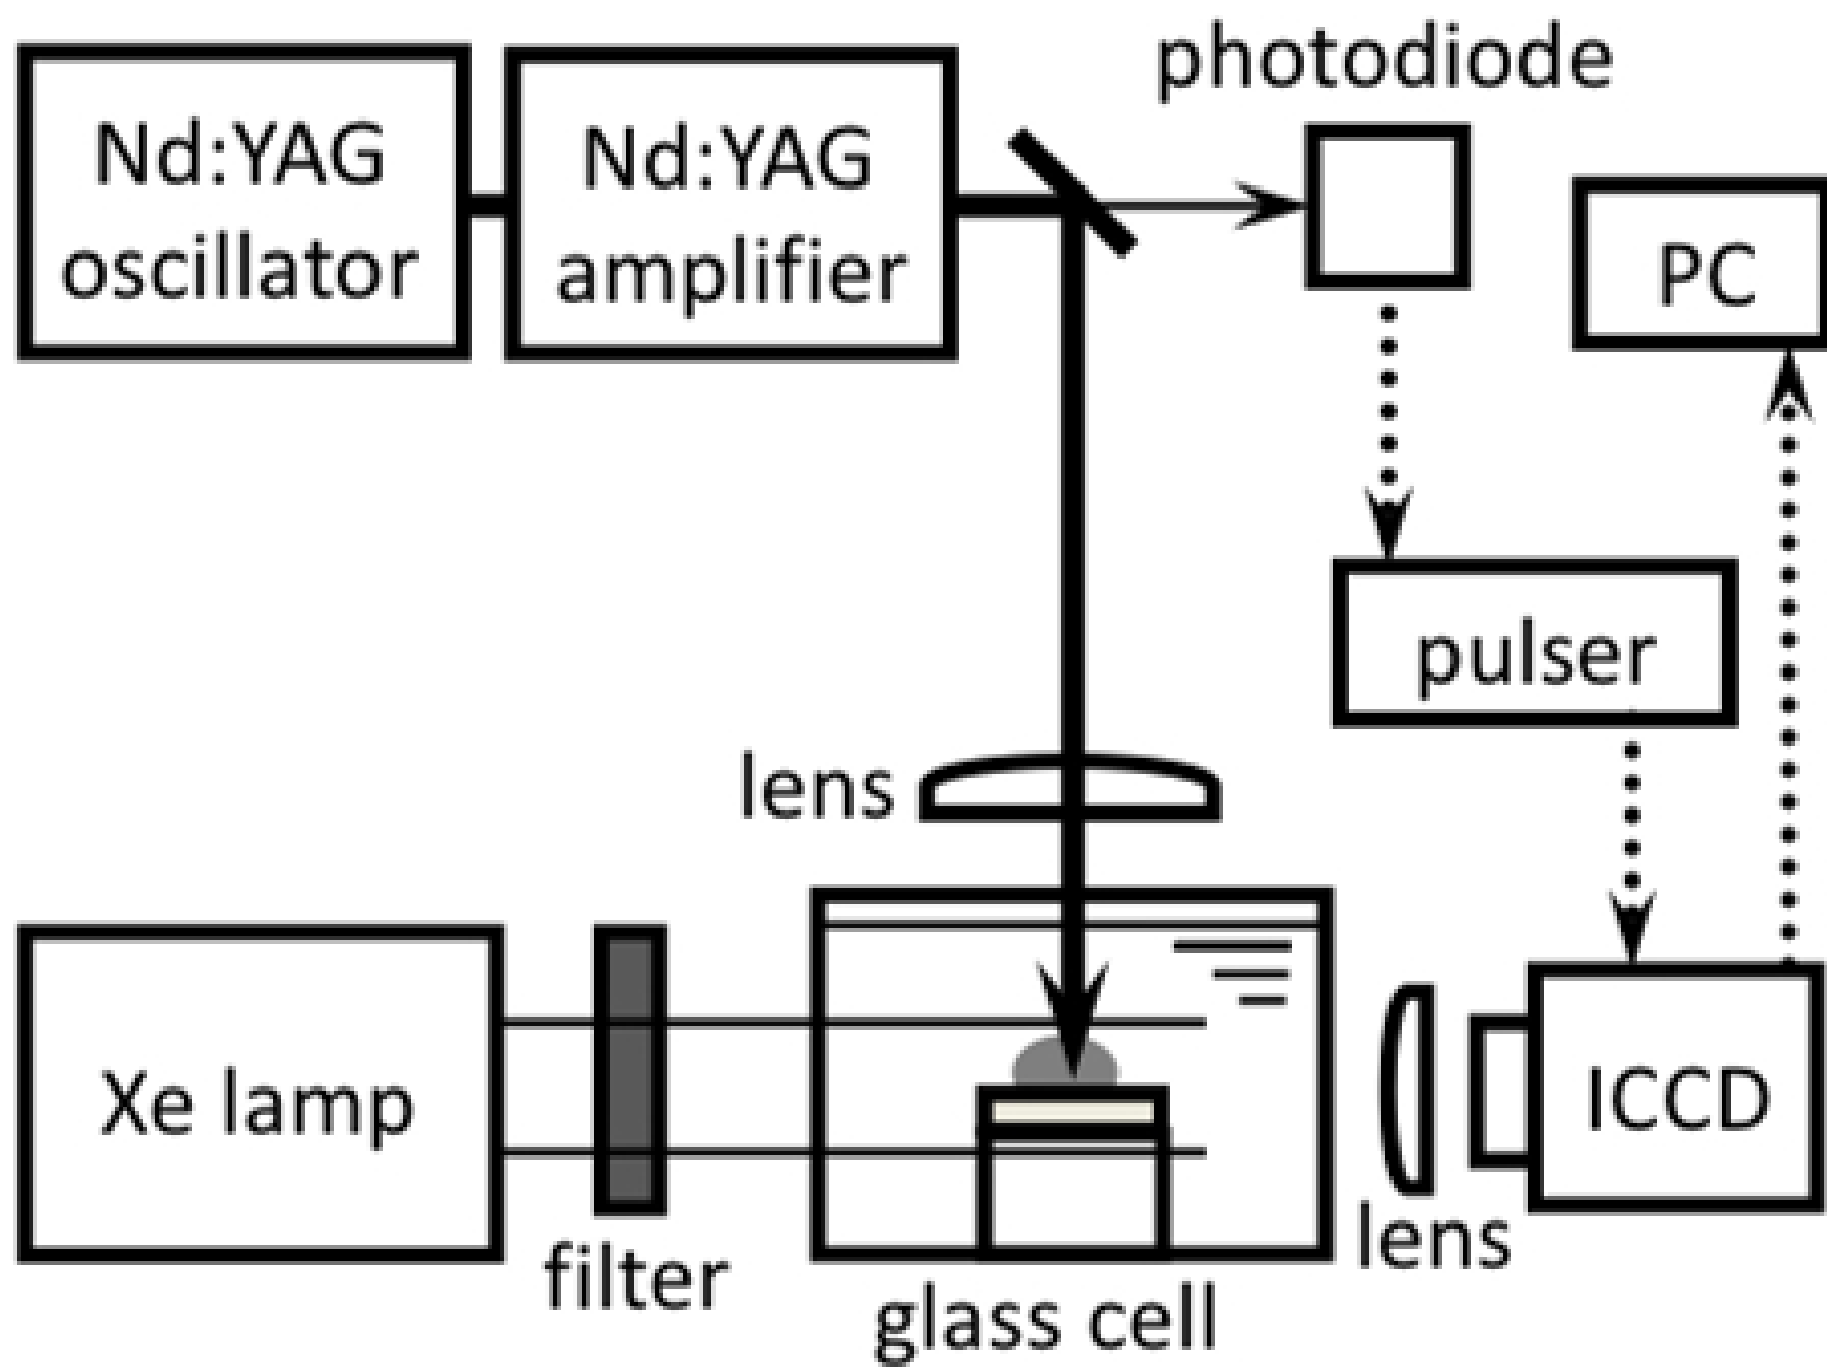 Nd:YAG
oscillator
Nd:YAG
amplifier
photodiode
PC
pulser
lens
Xe lamp
filter
glass cell
lens
ICCD